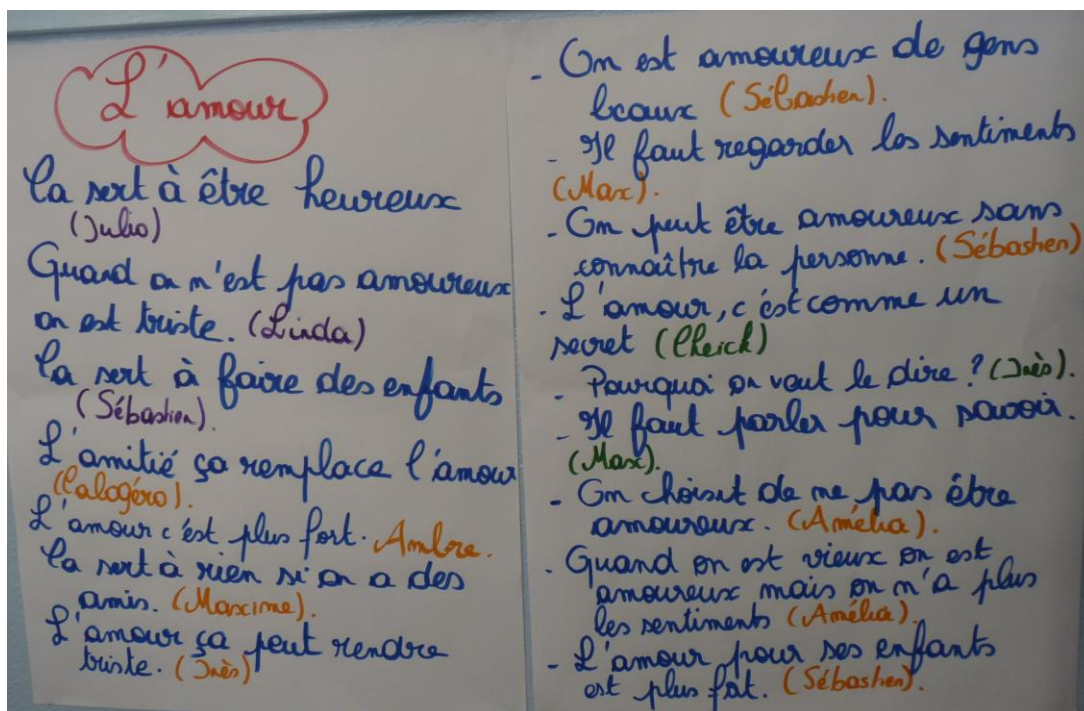 L'amour
Ça sert à être heureux
(Julio)
Quand on n'est pas amoureux
on est triste. (Linda)
Ça sert à faire des enfants
(Sébastien).
L'amitié ça remplace l'amour
(Calogéro).
L'amour c'est plus fort. Ambre.
Ça sert à rien si on a des
amis. (Maxime).
L'amour ça peut rendre
triste. (Inès)
- On est amoureux de gens
beaux (Sébastien).
- Il faut regarder les sentiments
(Max).
- On peut être amoureux sans
connaître la personne. (Sébastien)
- L'amour, c'est comme un
secret (Cheick)
- Pourquoi on veut le dire ? (Inès).
- Il faut parler pour savoir.
(Max).
- On choisit de ne pas être
amoureux. (Amélia).
- Quand on est vieux on est
amoureux mais on n'a plus
les sentiments (Amélia).
- L'amour pour ses enfants
est plus fort. (Sébastien).